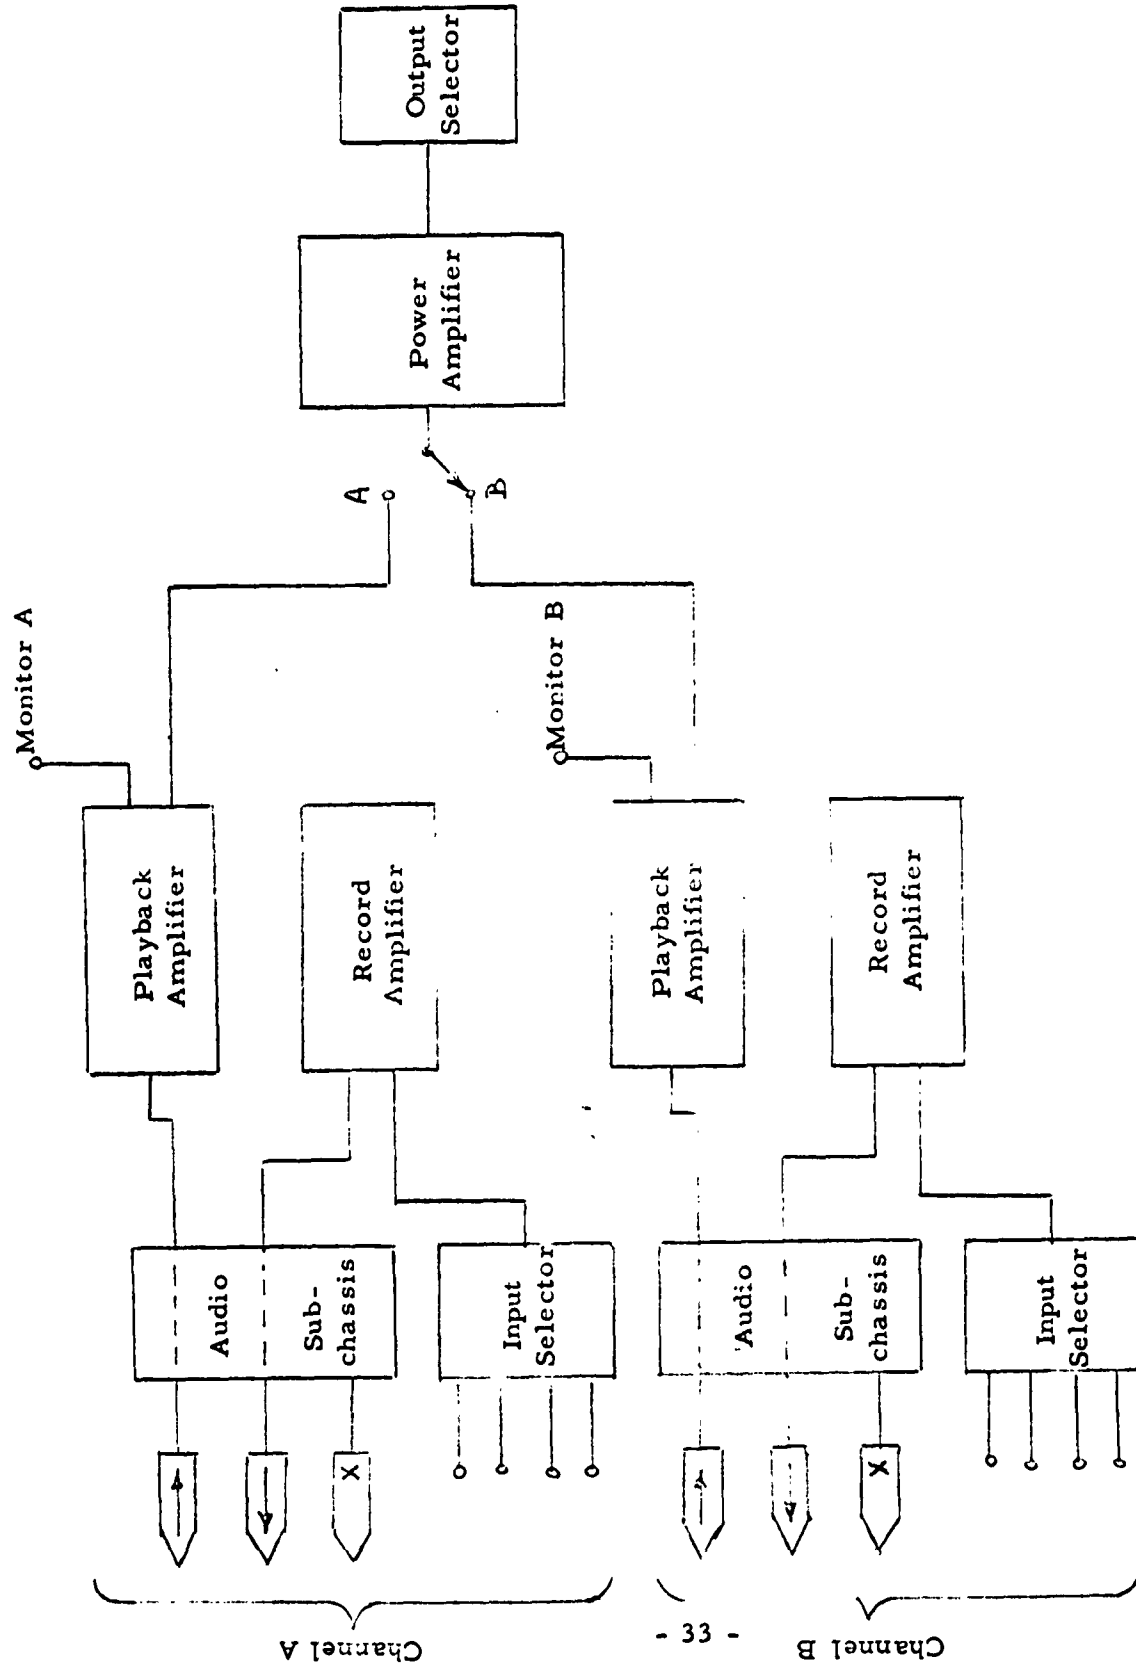 Channel A
Audio
Sub-
chassis
Input
Selector
Playback
Amplifier
Record
Amplifier
Monitor A
Channel B
'Audio
Sub-
chassis
Input
Selector
Playback
Amplifier
Record
Amplifier
Monitor B
A
B
Power
Amplifier
Output
Selector
X
X
- 33 -